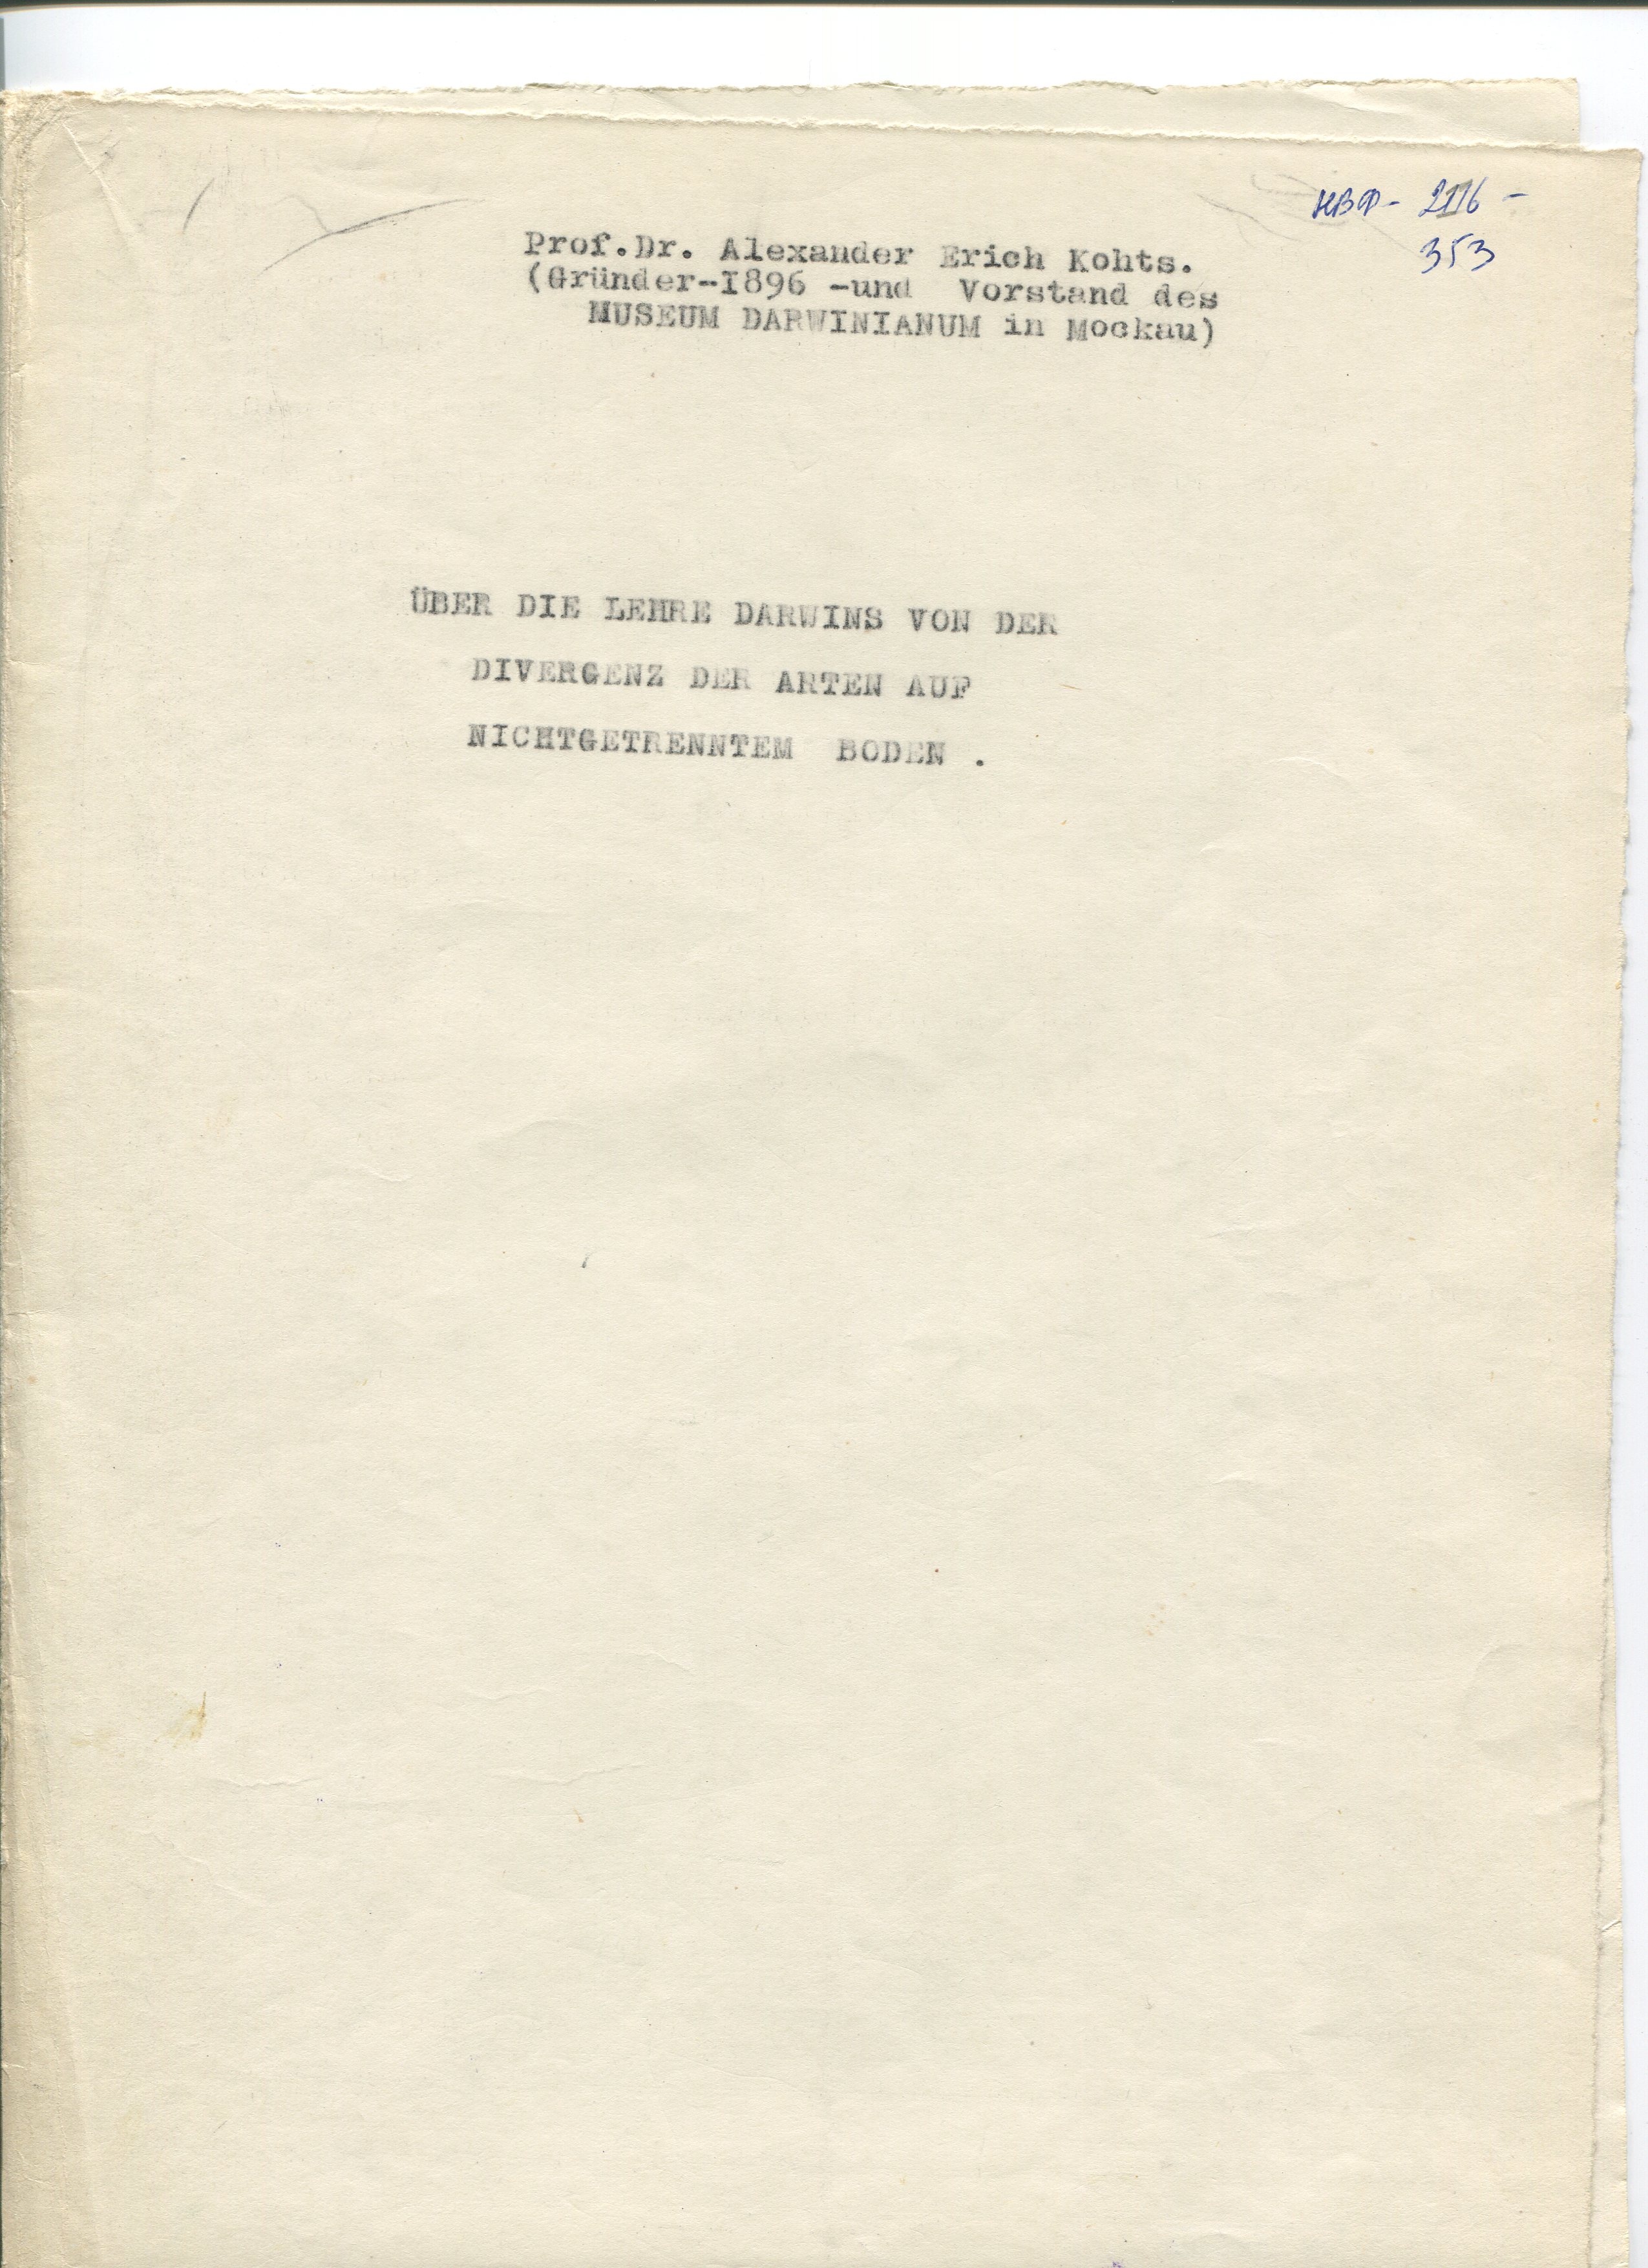 НВФ- 2116 -
353
Prof.Dr. Alexander Erich Kohts.
(Gründer-I896 -und Vorstand des
MUSEUM DARWINIANUM in Mockau)
ÜBER DIE LEHRE DARWINS VON DER
DIVERGENZ DER ARTEN AUF
NICHTGETRENNTEM BODEN .